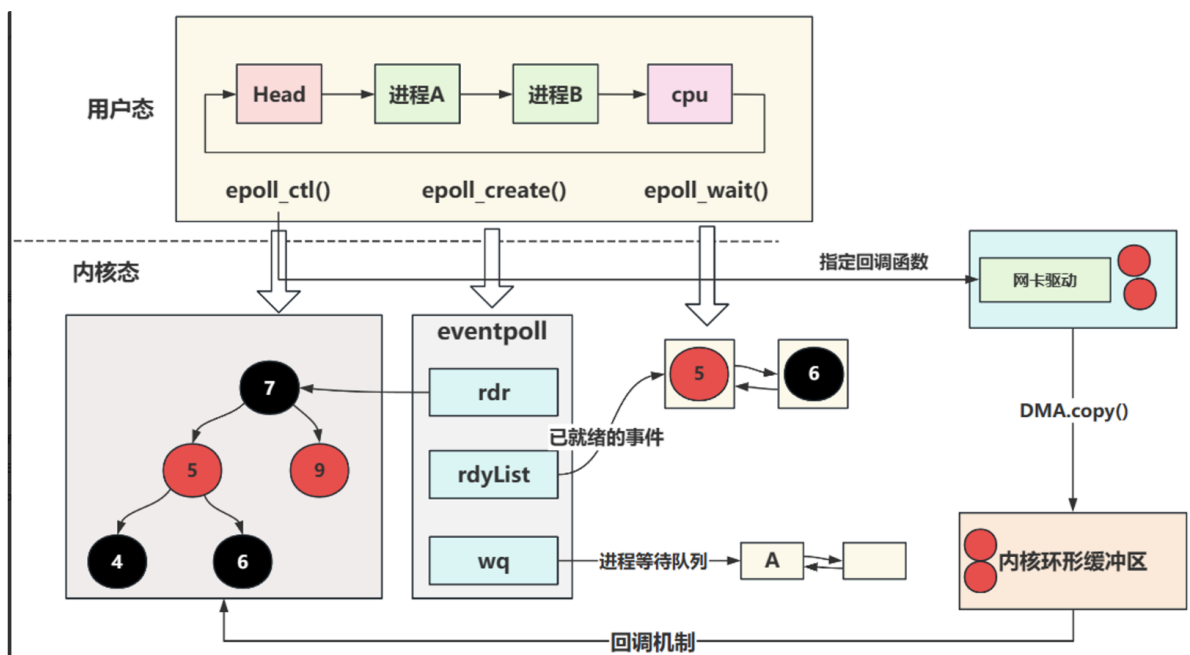 用户态
Head
进程A
进程B
cpu
epoll_ctl()
epoll_create()
epoll_wait()
内核态
指定回调函数
网卡驱动
eventpoll
rdr
rdyList
wq
7
5
9
4
6
已就绪的事件
5
6
进程等待队列
A
DMA.copy()
内核环形缓冲区
回调机制